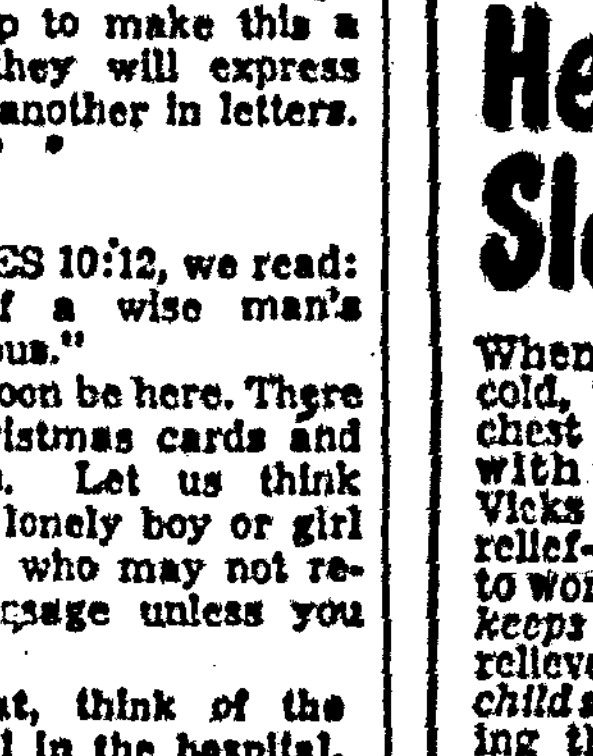 to make this a
they will express
another in letters.
ES 10:12, we read:
a wise man's
ous."
oon be here. There
ristmas cards and
Let us think
lonely boy or girl
who may not re-
ssage unless you
at, think of the
in the hospital.
He
Sle
When
cold,
chest
with
Vicks
relief-
to wor
keeps
relieve
child s
ing th